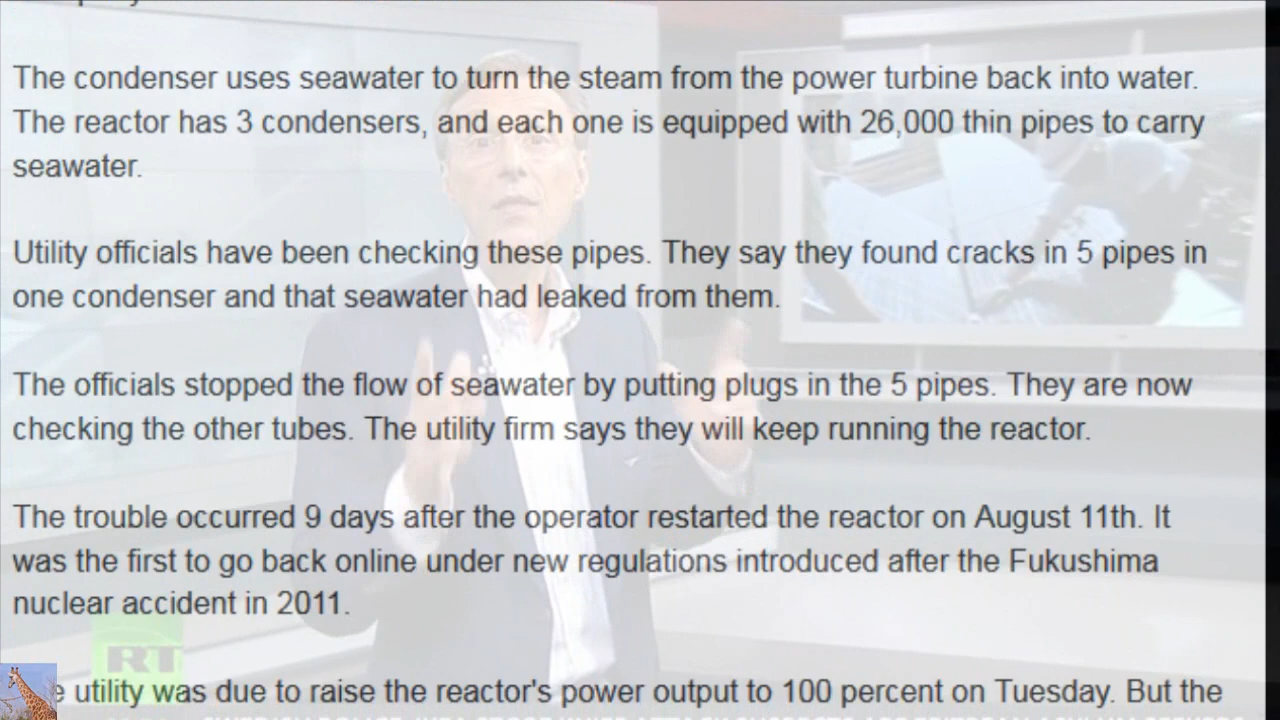 The condenser uses seawater to turn the steam from the power turbine back into water.
The reactor has 3 condensers, and each one is equipped with 26,000 thin pipes to carry
seawater.
Utility officials have been checking these pipes. They say they found cracks in 5 pipes in
one condenser and that seawater had leaked from them.
The officials stopped the flow of seawater by putting plugs in the 5 pipes. They are now
checking the other tubes. The utility firm says they will keep running the reactor.
The trouble occurred 9 days after the operator restarted the reactor on August 11th. It
was the first to go back online under new regulations introduced after the Fukushima
nuclear accident in 2011.
RT
utility was due to raise the reactor's power output to 100 percent on Tuesday. But the